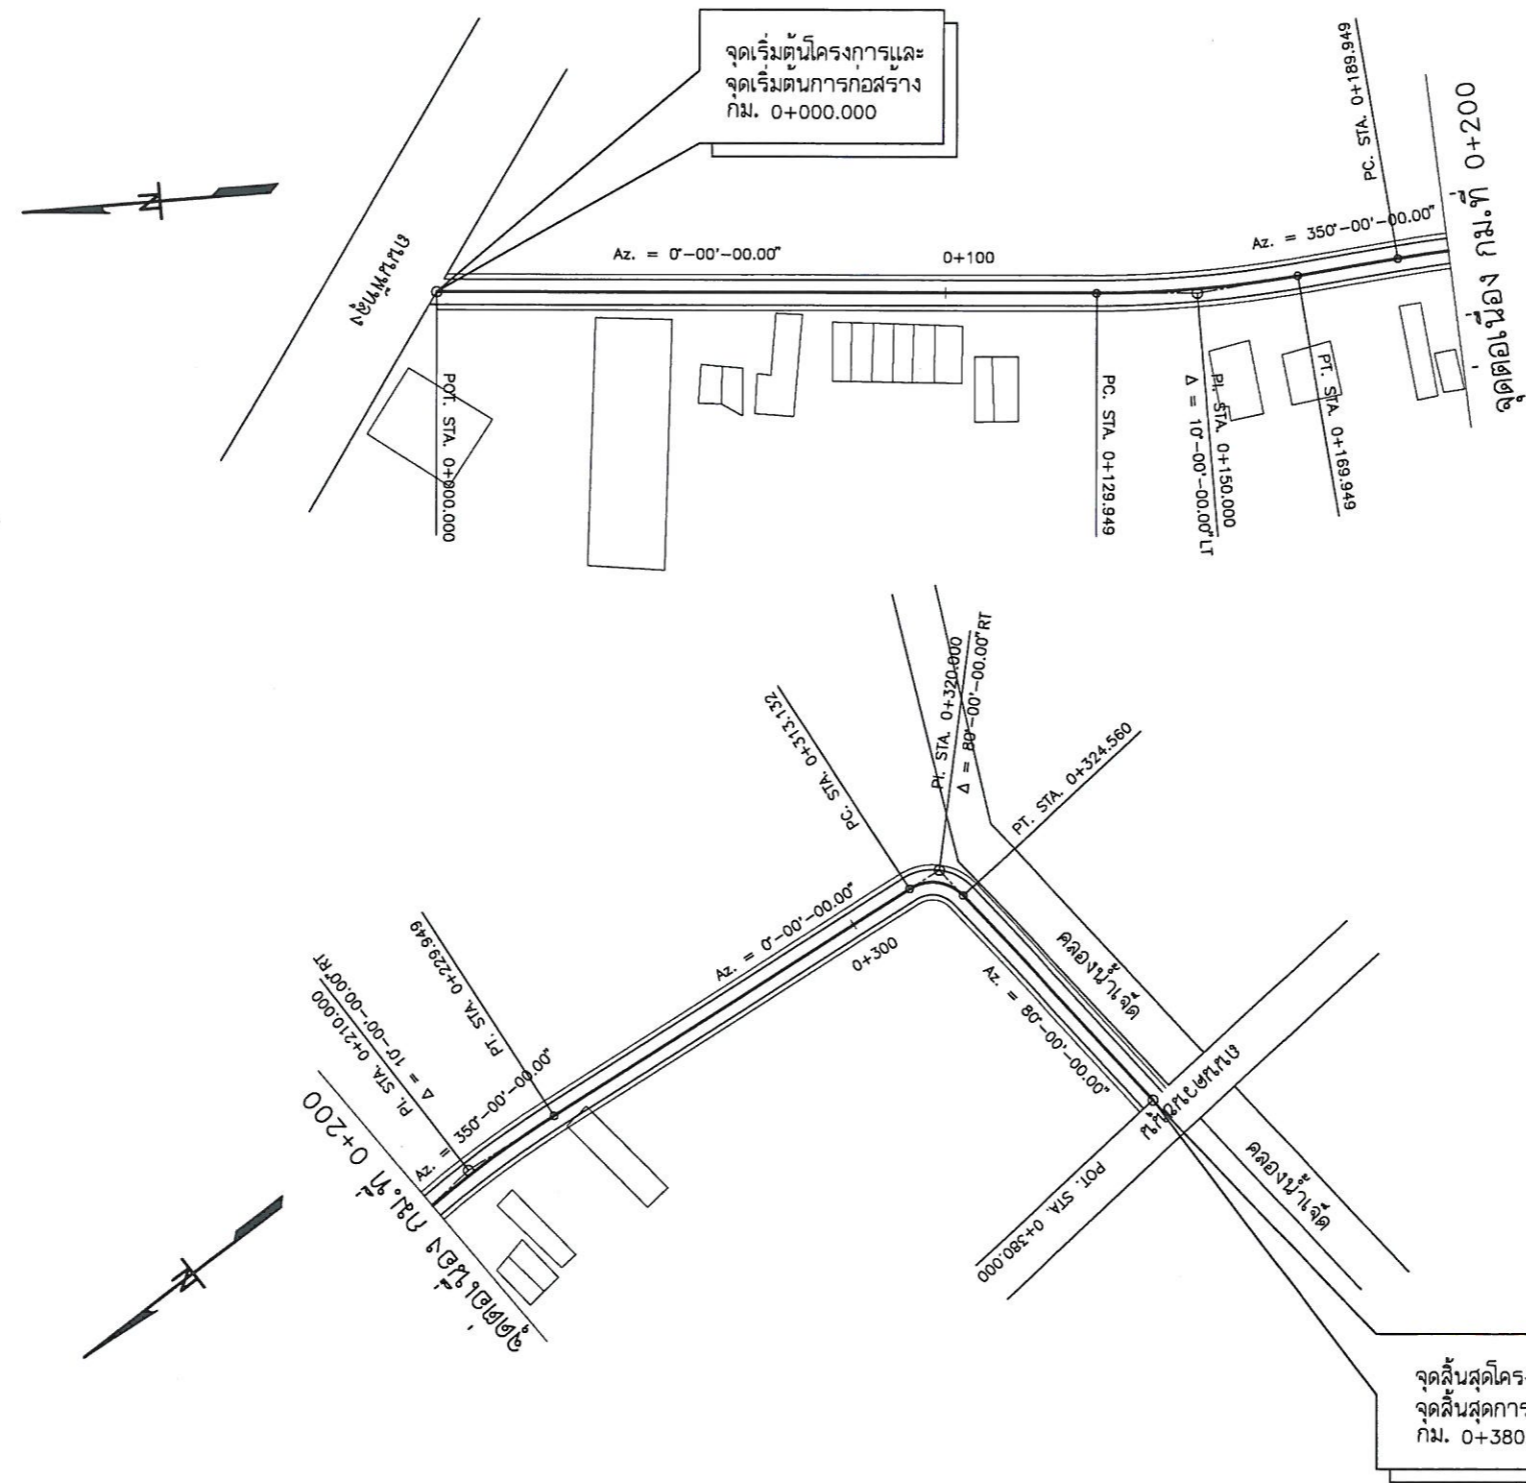 จุดเริ่มต้นโครงการและ
จุดเริ่มต้นการก่อสร้าง
กม. 0+000.000
N
Az. = 0°-00'-00.00"
0+100
Az. = 350°-00'-00.00"
PC. STA. 0+189.949
จุดต่อเนื่อง กม.ที่ 0+200
POT. STA. 0+000.000
PC. STA. 0+129.949
PI. STA. 0+150.000
Δ = 10°-00'-00.00"LT
PT. STA. 0+169.949
PI. STA. 0+210.000
Δ = 10°-00'-00.00"RT
PT. STA. 0+229.949
PC. STA. 0+313.132
PI. STA. 0+320.000
Δ = 80°-00'-00.00"RT
PT. STA. 0+324.560
Az. = 350°-00'-00.00"
Az. = 0°-00'-00.00"
0+300
Az. = 80°-00'-00.00"
คลองน้ำเจ็ด
คลองน้ำเจ็ด
POT. STA. 0+380.000
จุดต่อเนื่อง กม.ที่ 0+200
N
จุดสิ้นสุดโครง
จุดสิ้นสุดการ
กม. 0+380